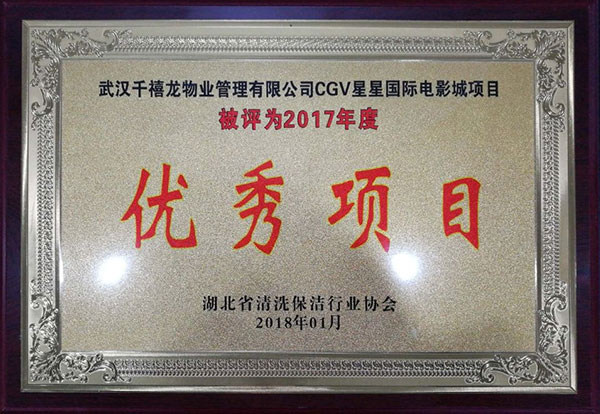 武汉千禧龙物业管理有限公司CGV星星国际电影城项目
被评为2017年度
优秀项目
湖北省清洗保洁行业协会
2018年01月